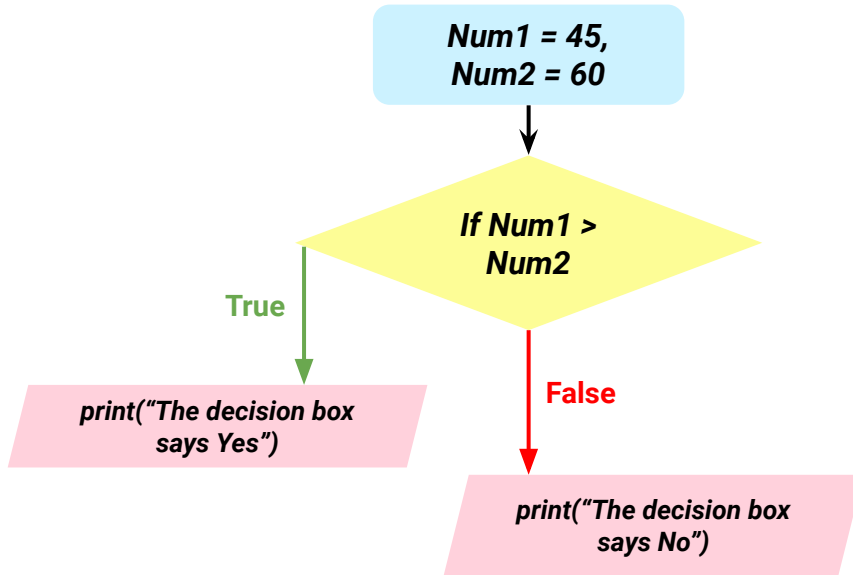 Num1 = 45,
Num2 = 60
If Num1 >
Num2
True
False
print(“The decision box
says Yes”)
print(“The decision box
says No”)